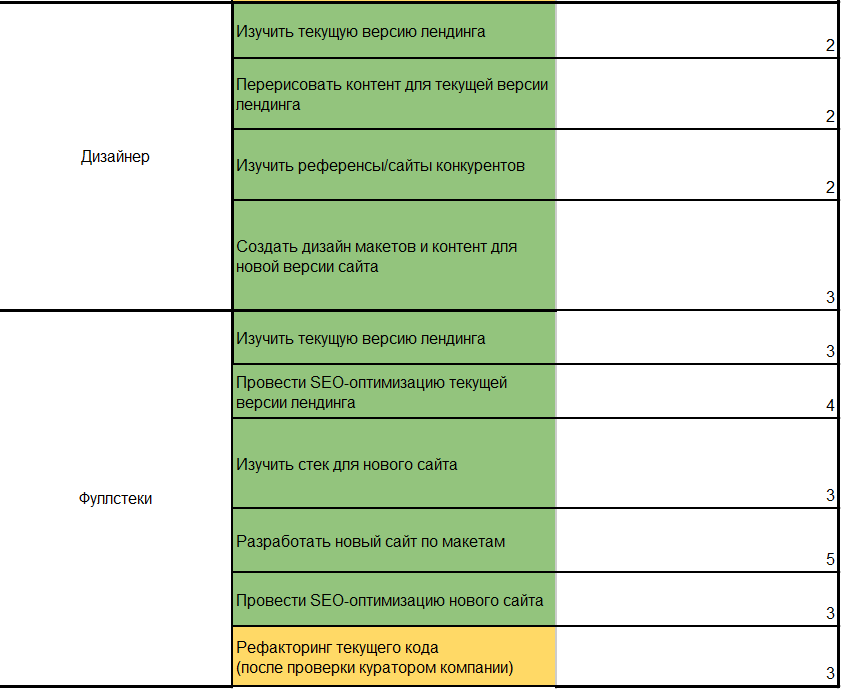 Дизайнер
Изучить текущую версию лендинга
2
Перерисовать контент для текущей версии
лендинга
2
Изучить референсы/сайты конкурентов
2
Создать дизайн макетов и контент для
новой версии сайта
3
Фуллстеки
Изучить текущую версию лендинга
3
Провести SEO-оптимизацию текущей
версии лендинга
4
Изучить стек для нового сайта
3
Разработать новый сайт по макетам
5
Провести SEO-оптимизацию нового сайта
3
Рефакторинг текущего кода
(после проверки куратором компании)
3